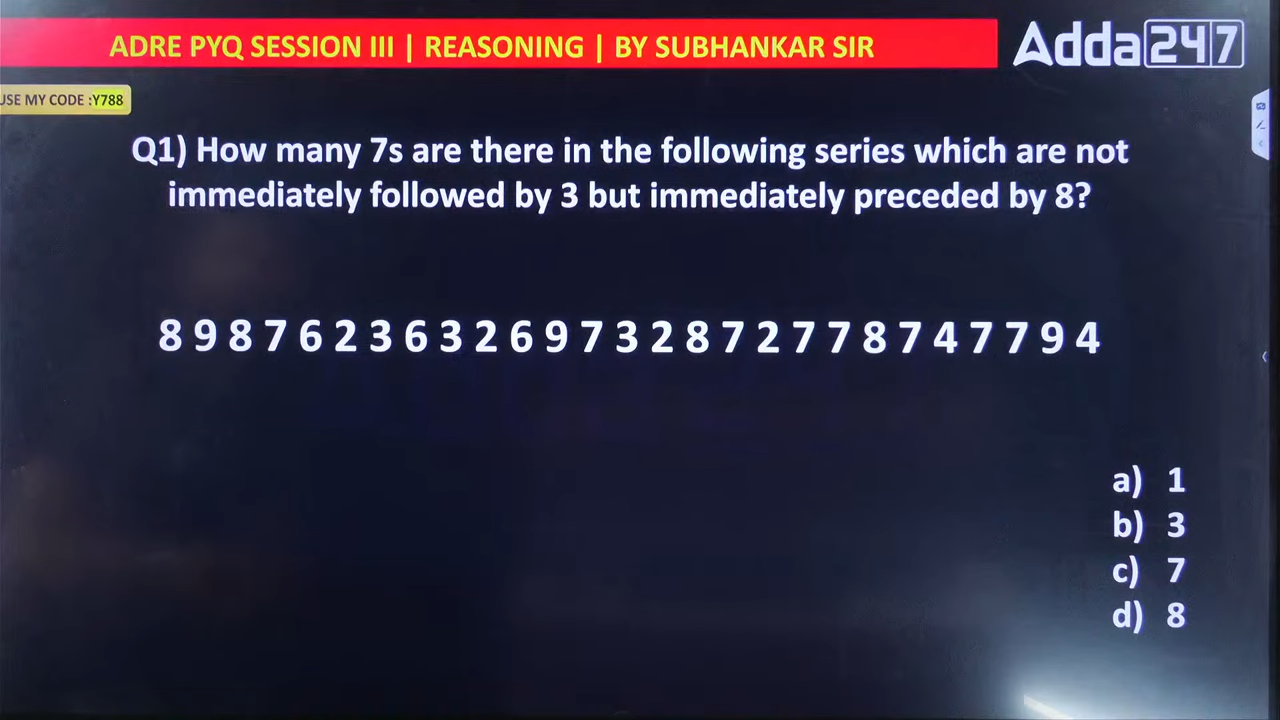 ADRE PYQ SESSION III | REASONING | BY SUBHANKAR SIR
Adda247
USE MY CODE :Y788
Q1) How many 7s are there in the following series which are not
immediately followed by 3 but immediately preceded by 8?
8 9 8 7 6 2 3 6 3 2 6 9 7 3 2 8 7 2 7 7 8 7 4 7 7 9 4
a) 1
b) 3
c) 7
d) 8